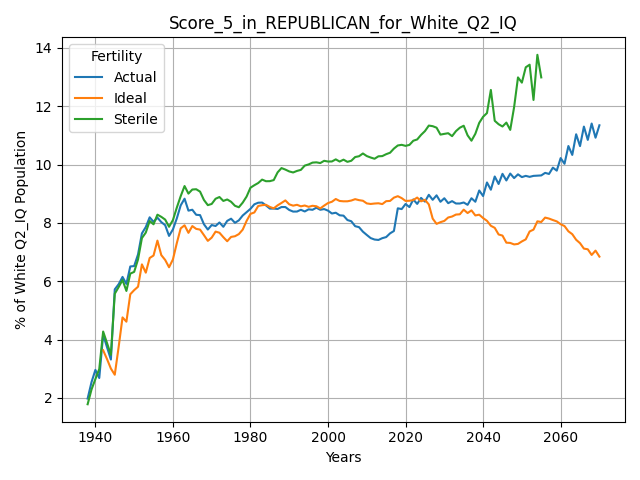 Score_5_in_REPUBLICAN_for_White_Q2_IQ
Fertility
Actual
Ideal
Sterile
% of White Q2_IQ Population
14
12
10
8
6
4
2
1940
1960
1980
2000
2020
2040
2060
Years